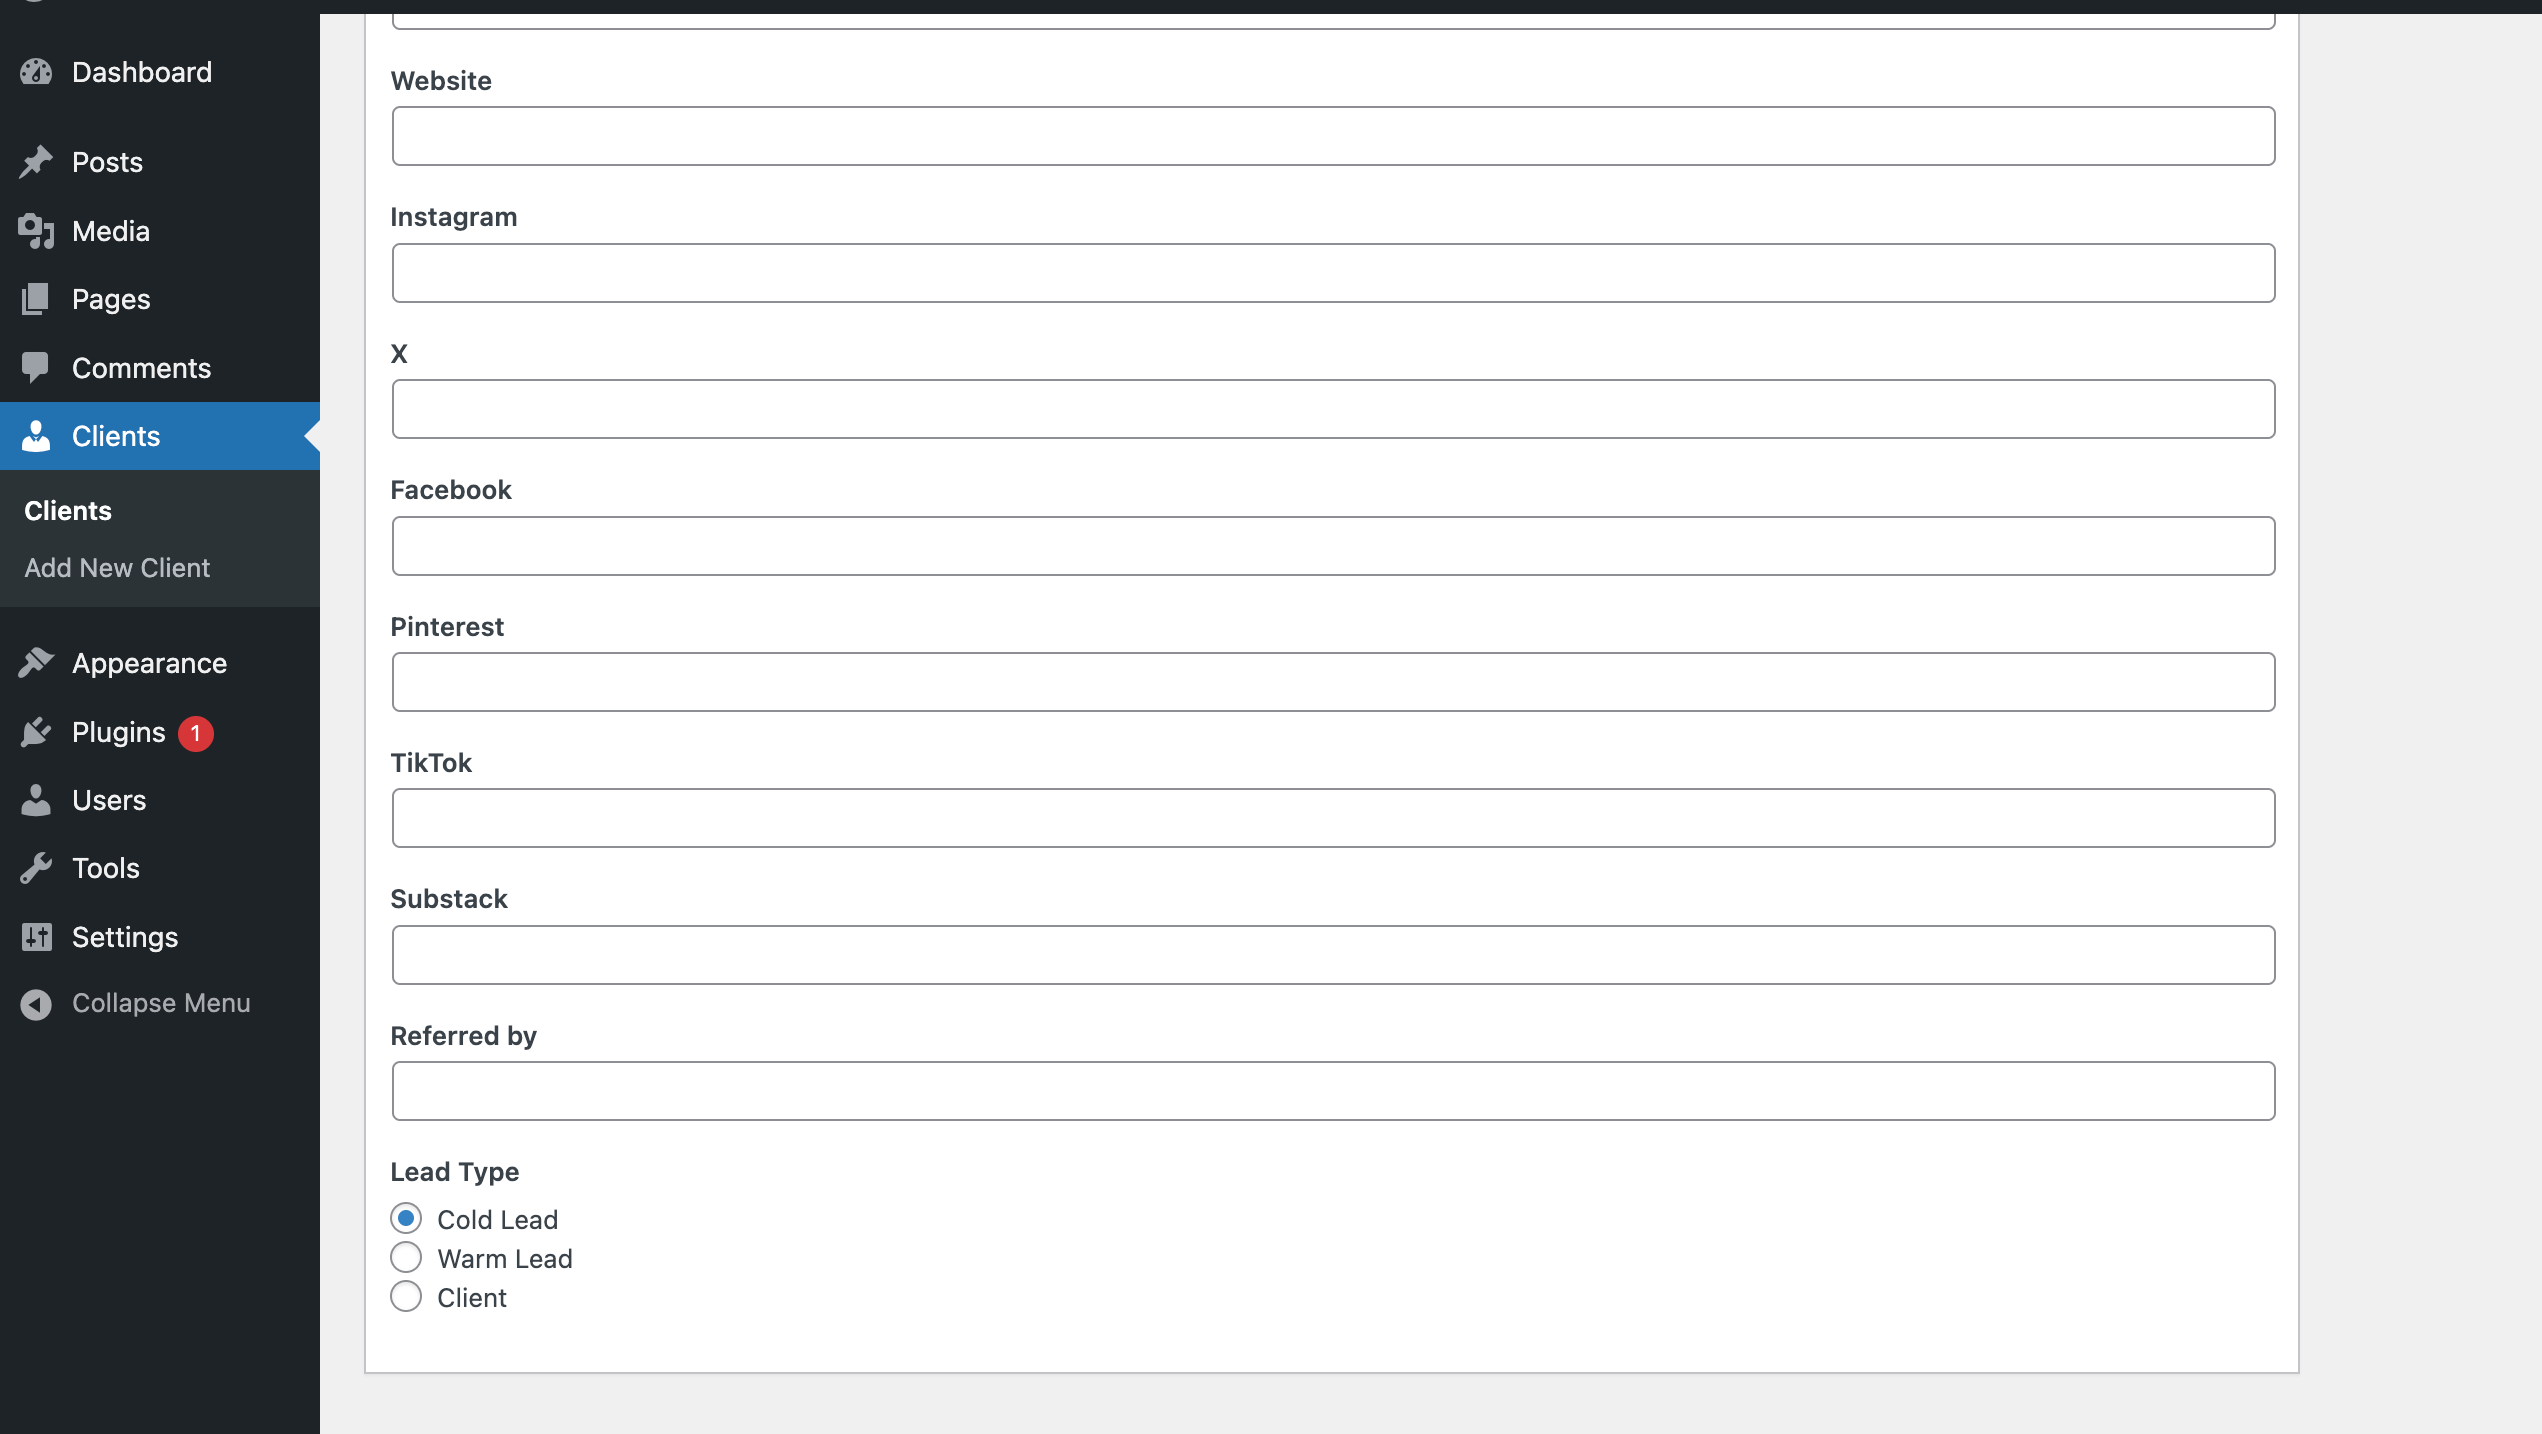 Dashboard
Posts
Media
Pages
Comments
Clients
Clients
Add New Client
Appearance
Plugins 1
Users
Tools
Settings
Collapse Menu
Website
Instagram
X
Facebook
Pinterest
TikTok
Substack
Referred by
Lead Type
Cold Lead
Warm Lead
Client